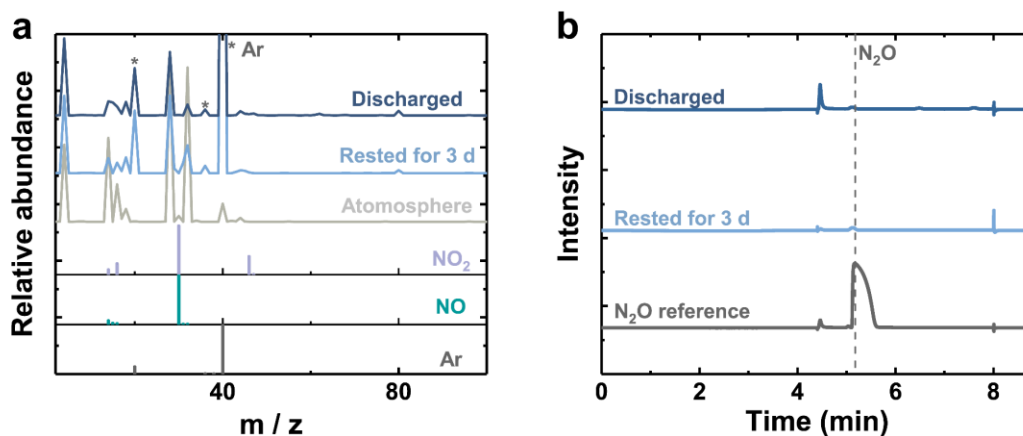 a
* Ar
*
*
Discharged
Rested for 3 d
Atomosphere
NO₂
NO
Ar
Relative abundance
40
80
m / z
b
N₂O
Discharged
Rested for 3 d
N₂O reference
Intensity
0
2
4
6
8
Time (min)